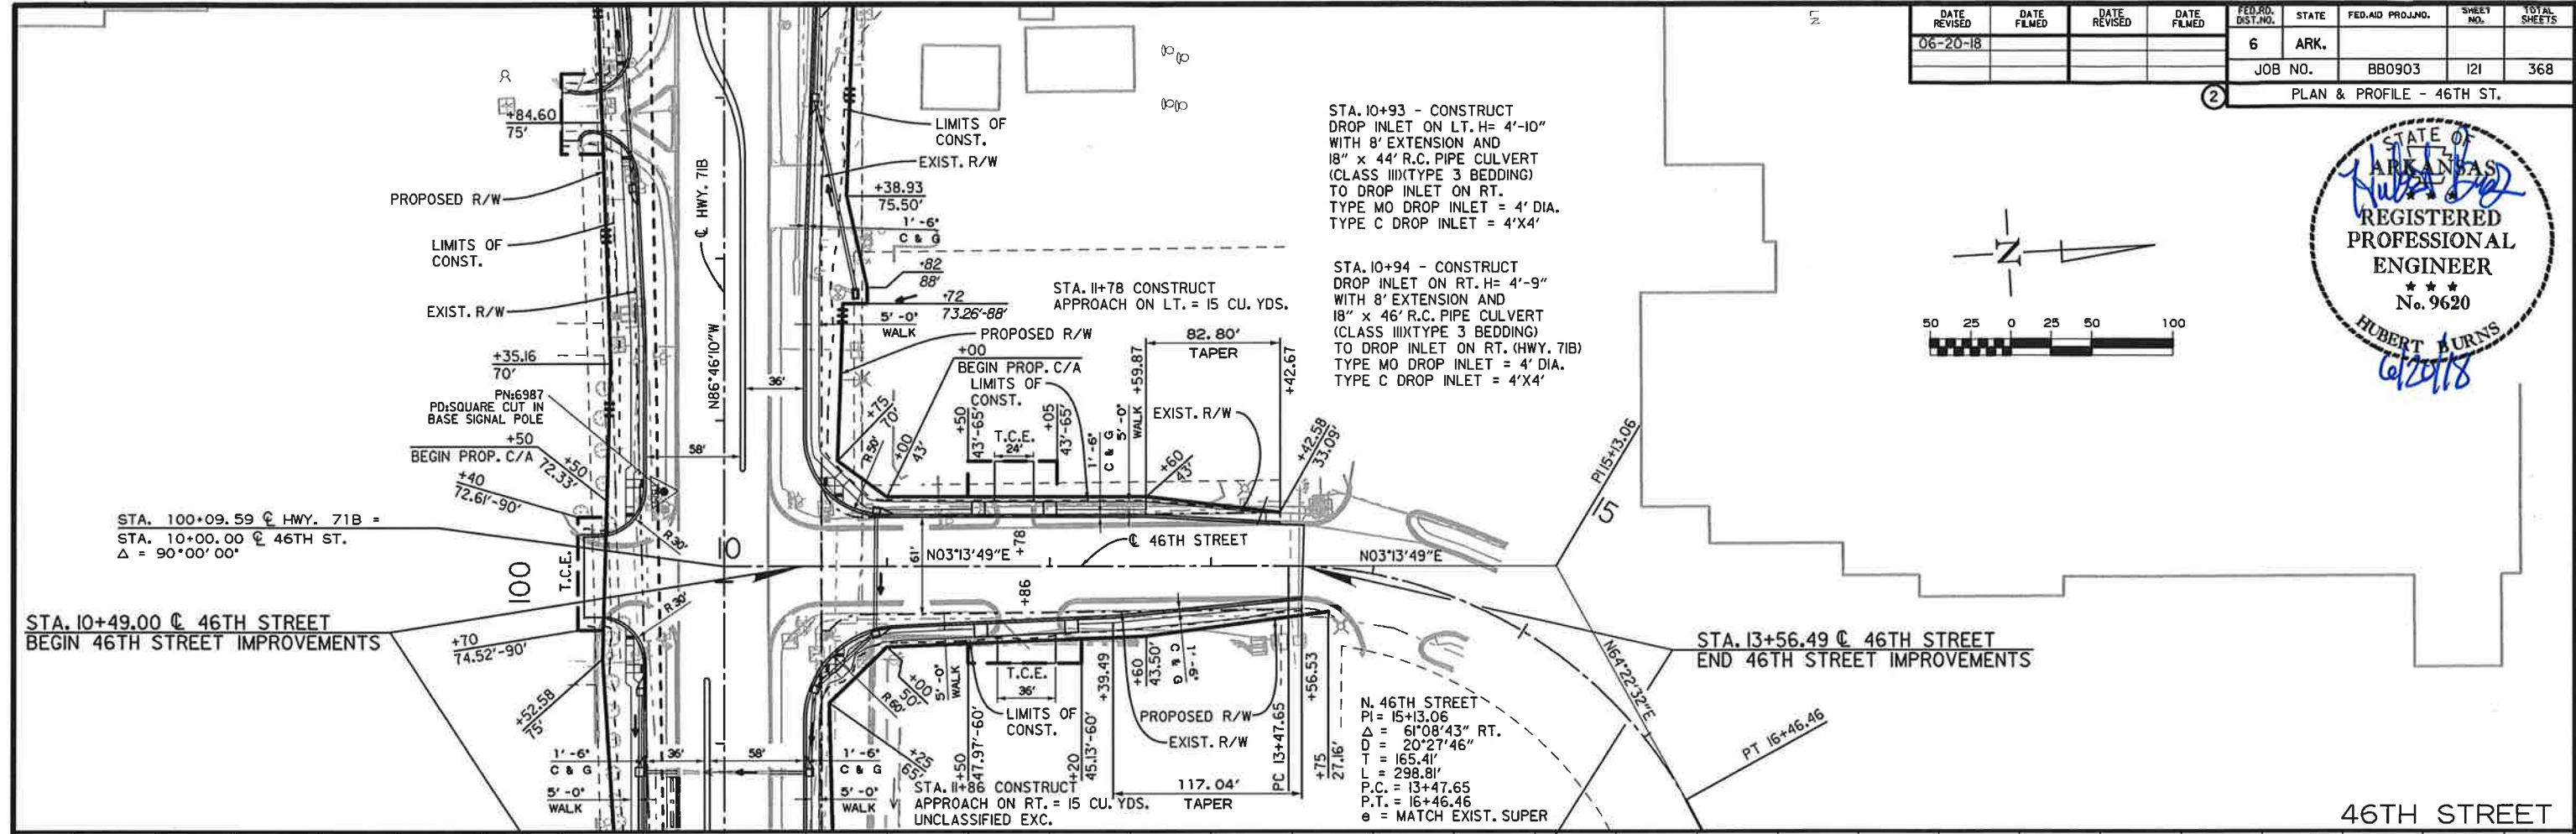 DATE REVISED
DATE FILMED
DATE REVISED
DATE FILMED
FED.RD. DIST.NO.
STATE
FED.AID PROJ.NO.
SHEET NO.
TOTAL SHEETS
06-20-18
6
ARK.
JOB NO.
BB0903
121
368
2
PLAN & PROFILE - 46TH ST.
STATE OF
ARKANSAS
★ ★ ★
REGISTERED
PROFESSIONAL
ENGINEER
★ ★ ★
No. 9620
HUBERT BURNS
6/20/18
N
50 25 0 25 50 100
STA. 10+93 - CONSTRUCT
DROP INLET ON LT. H= 4'-10"
WITH 8' EXTENSION AND
18" x 44' R.C. PIPE CULVERT
(CLASS III)(TYPE 3 BEDDING)
TO DROP INLET ON RT.
TYPE MO DROP INLET = 4' DIA.
TYPE C DROP INLET = 4'X4'
STA. 10+94 - CONSTRUCT
DROP INLET ON RT. H= 4'-9"
WITH 8' EXTENSION AND
18" x 46' R.C. PIPE CULVERT
(CLASS III)(TYPE 3 BEDDING)
TO DROP INLET ON RT. (HWY. 71B)
TYPE MO DROP INLET = 4' DIA.
TYPE C DROP INLET = 4'X4'
+84.60
75'
PROPOSED R/W
LIMITS OF
CONST.
EXIST. R/W
+35.16
70'
PN:6987
PD:SQUARE CUT IN
BASE SIGNAL POLE
+50
BEGIN PROP. C/A
+50
72.33'
+40
72.61'-90'
STA. 100+09.59 ℄ HWY. 71B =
STA. 10+00.00 ℄ 46TH ST.
Δ = 90°00'00"
100
T.C.E.
R 30'
R 30'
STA. 10+49.00 ℄ 46TH STREET
BEGIN 46TH STREET IMPROVEMENTS
+70
74.52'-90'
+52.58
75'
1'-6"
C & G
5'-0"
WALK
36'
58'
1'-6"
C & G
5'-0"
WALK
℄ HWY. 71B
N86°46'10"W
36'
58'
10
LIMITS OF
CONST.
EXIST. R/W
+38.93
75.50'
1'-6"
C & G
+82
88'
+72
73.26'-88'
5'-0"
WALK
PROPOSED R/W
+00
BEGIN PROP. C/A
LIMITS OF
CONST.
STA. 11+78 CONSTRUCT
APPROACH ON LT. = 15 CU. YDS.
+75
70'
R 50'
+00
43'
+50
43'-65'
T.C.E.
24'
+05
43'-65'
1'-6"
C & G
5'-0"
WALK
+59.87
82.80'
TAPER
+42.67
EXIST. R/W
+60
43'
+42.58
33.09'
PI 15+13.06
15
61'
N03°13'49"E
+78
℄ 46TH STREET
N03°13'49"E
+86
STA. 13+56.49 ℄ 46TH STREET
END 46TH STREET IMPROVEMENTS
N64°22'32"E
PT 16+46.46
R 60'
+00
50'
5'-0"
WALK
+25
65'
+50
47.97'-60'
T.C.E.
36'
LIMITS OF
CONST.
+20
45.13'-60'
+39.49
+60
43.50'
1'-6"
C & G
PROPOSED R/W
EXIST. R/W
117.04'
TAPER
PC 13+47.65
+56.53
+75
27.16'
STA. 11+86 CONSTRUCT
APPROACH ON RT. = 15 CU. YDS.
UNCLASSIFIED EXC.
N. 46TH STREET
PI = 15+13.06
Δ = 61°08'43" RT.
D = 20°27'46"
T = 165.41'
L = 298.81'
P.C. = 13+47.65
P.T. = 16+46.46
e = MATCH EXIST. SUPER
46TH STREET